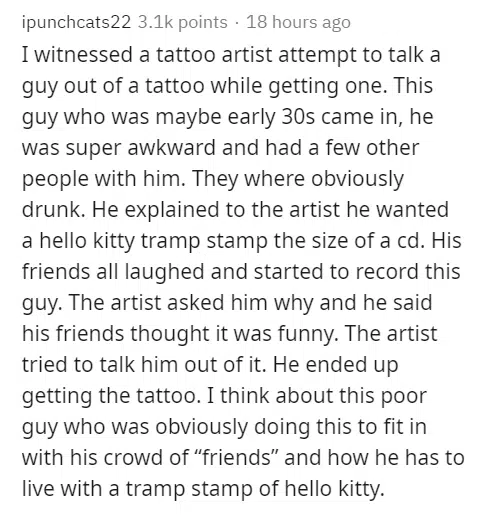 ipunchcats22 3.1k points · 18 hours ago
I witnessed a tattoo artist attempt to talk a
guy out of a tattoo while getting one. This
guy who was maybe early 30s came in, he
was super awkward and had a few other
people with him. They where obviously
drunk. He explained to the artist he wanted
a hello kitty tramp stamp the size of a cd. His
friends all laughed and started to record this
guy. The artist asked him why and he said
his friends thought it was funny. The artist
tried to talk him out of it. He ended up
getting the tattoo. I think about this poor
guy who was obviously doing this to fit in
with his crowd of “friends” and how he has to
live with a tramp stamp of hello kitty.